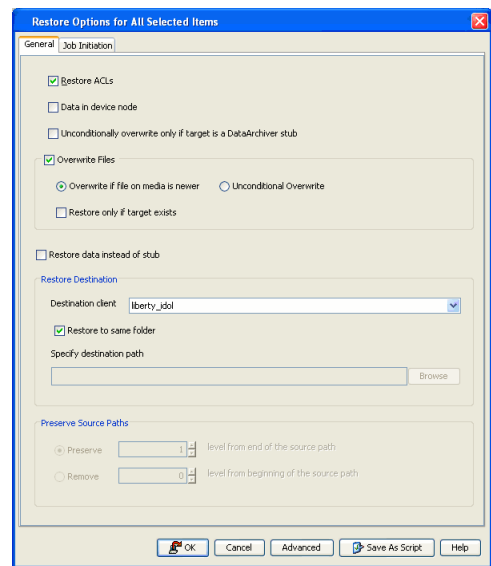 Restore Options for All Selected Items
General Job Initiation
Restore ACLs
Data in device node
Unconditionally overwrite only if target is a DataArchiver stub
Overwrite Files
Overwrite if file on media is newer Unconditional Overwrite
Restore only if target exists
Restore data instead of stub
Restore Destination
Destination client liberty_idol
Restore to same folder
Specify destination path
Browse
Preserve Source Paths
Preserve 1 level from end of the source path
Remove 0 level from beginning of the source path
OK Cancel Advanced Save As Script Help